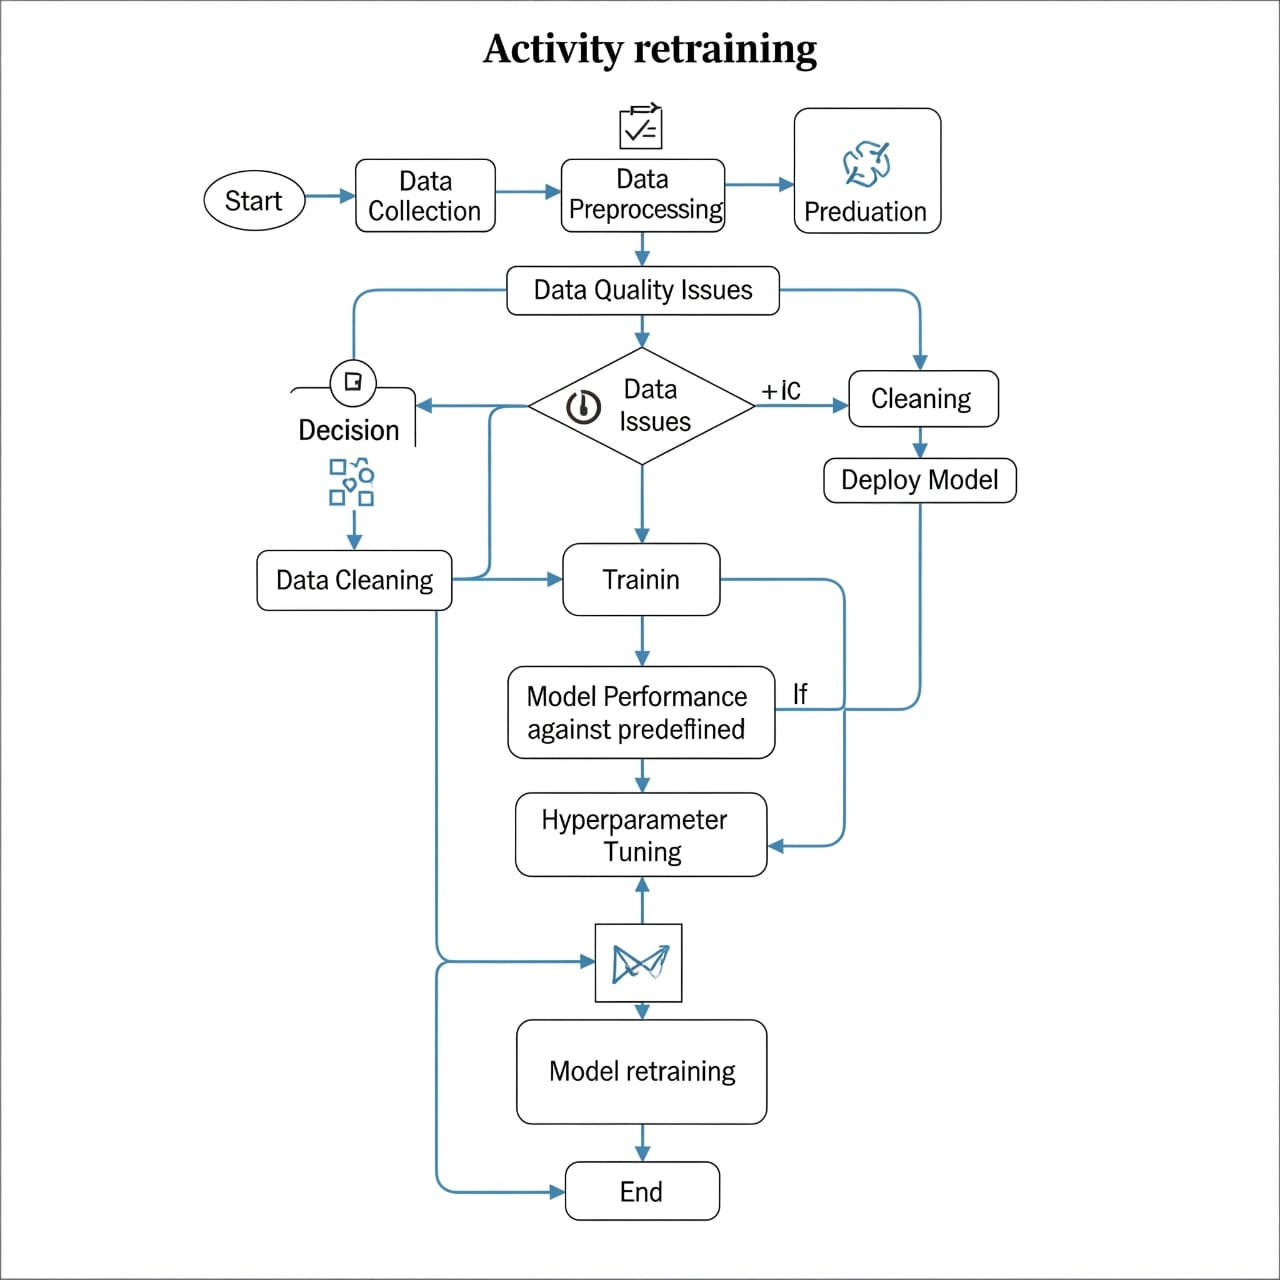 Activity retraining
Start
Data
Collection
Data
Preprocessing
Preduation
Data Quality Issues
Data
Issues
+iC
Cleaning
Decision
Deploy Model
Data Cleaning
Trainin
Model Performance
against predeflined
If
Hyperparameter
Tuning
Model retraining
End